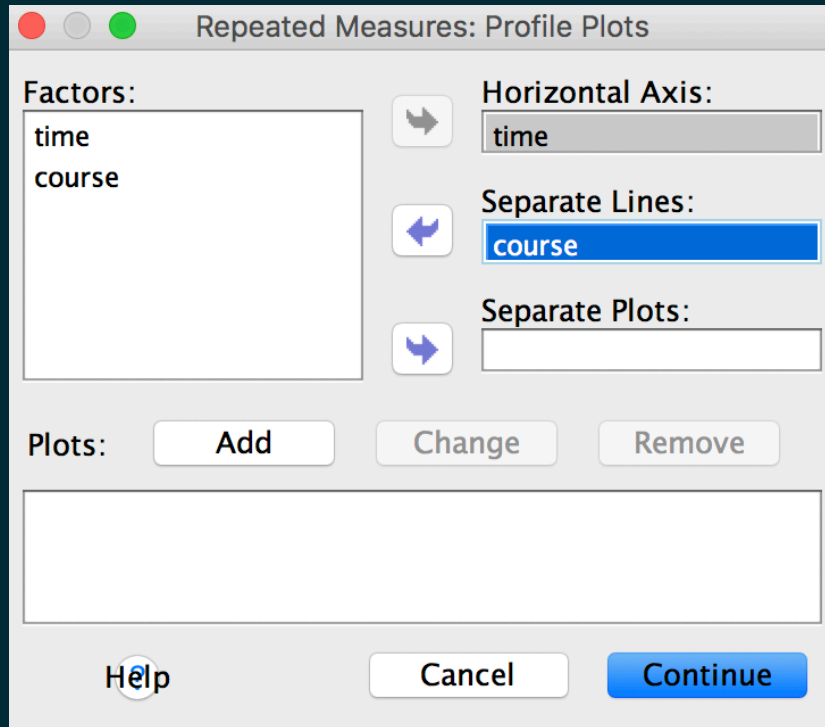 Repeated Measures: Profile Plots
Factors:
time
course
Horizontal Axis:
time
Separate Lines:
course
Separate Plots:
Plots:
Add
Change
Remove
Help
Cancel
Continue